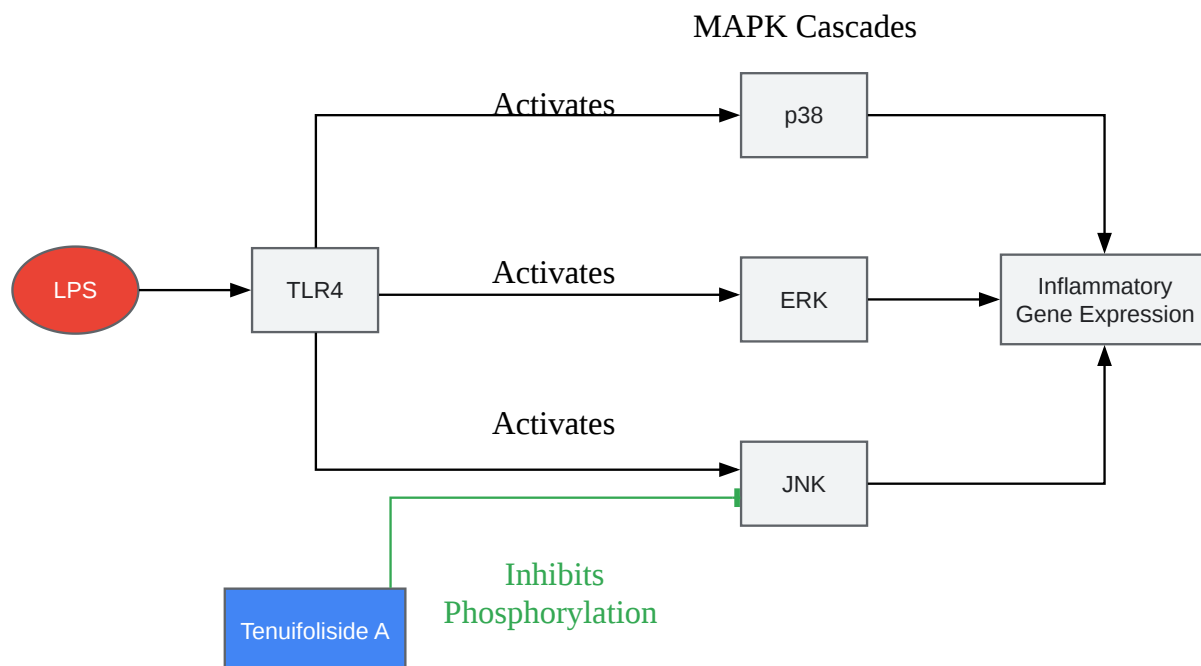 MAPK Cascades
Activates
p38
LPS
TLR4
Activates
ERK
Inflammatory
Gene Expression
Activates
JNK
Inhibits
Phosphorylation
Tenuifoliside A